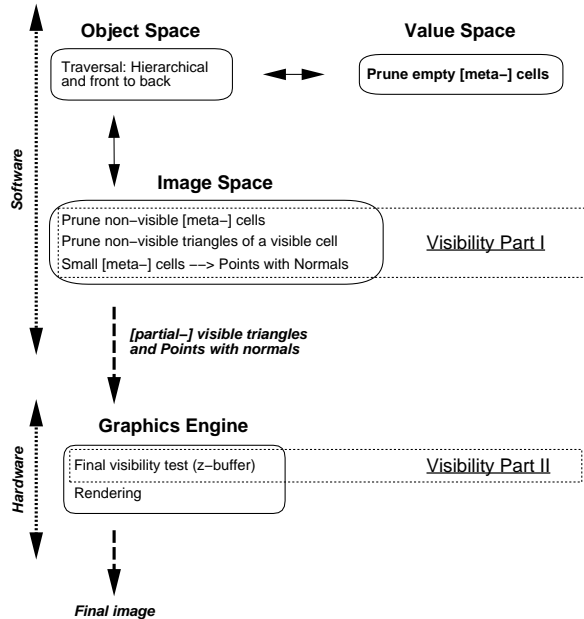 Object Space
Value Space
Traversal: Hierarchical
and front to back
Prune empty [meta−] cells
Software
Image Space
Prune non−visible [meta−] cells
Prune non−visible triangles of a visible cell
Small [meta−] cells −−> Points with Normals
Visibility Part I
[partial−] visible triangles
and Points with normals
Graphics Engine
Hardware
Final visibility test (z−buffer)
Visibility Part II
Rendering
Final image